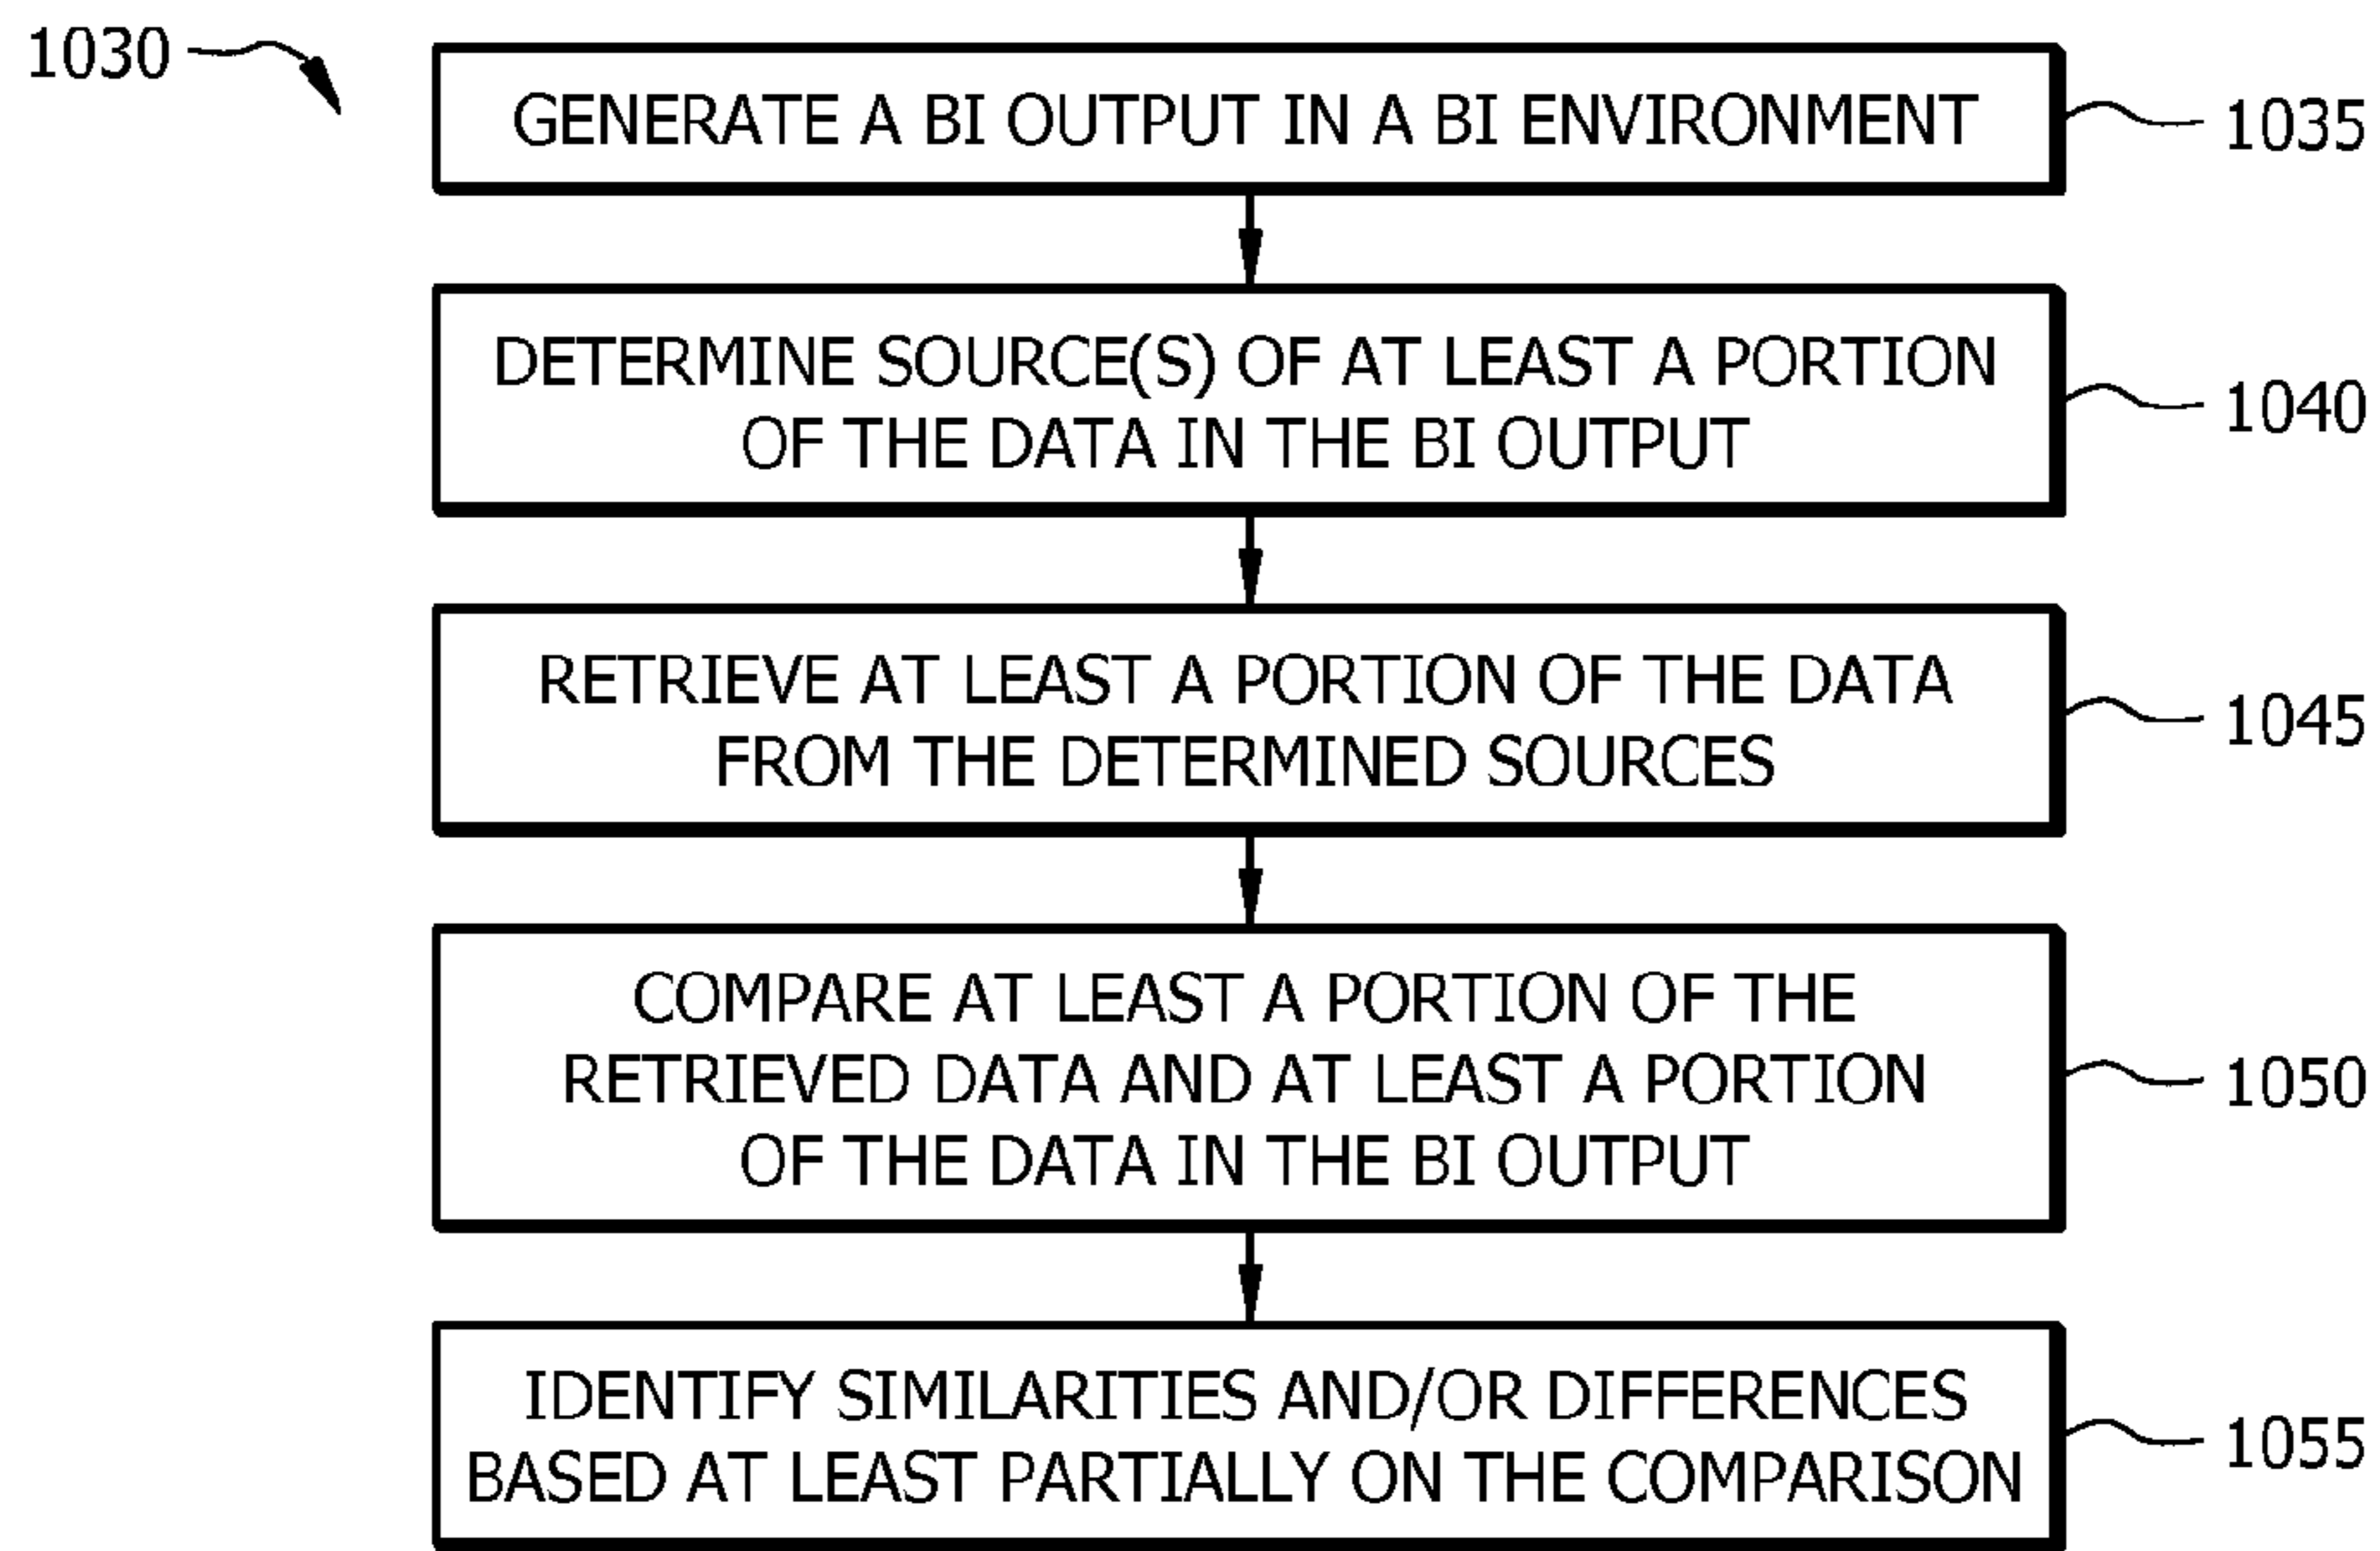 1030
GENERATE A BI OUTPUT IN A BI ENVIRONMENT
1035
DETERMINE SOURCE(S) OF AT LEAST A PORTION
OF THE DATA IN THE BI OUTPUT
1040
RETRIEVE AT LEAST A PORTION OF THE DATA
FROM THE DETERMINED SOURCES
1045
COMPARE AT LEAST A PORTION OF THE
RETRIEVED DATA AND AT LEAST A PORTION
OF THE DATA IN THE BI OUTPUT
1050
IDENTIFY SIMILARITIES AND/OR DIFFERENCES
BASED AT LEAST PARTIALLY ON THE COMPARISON
1055